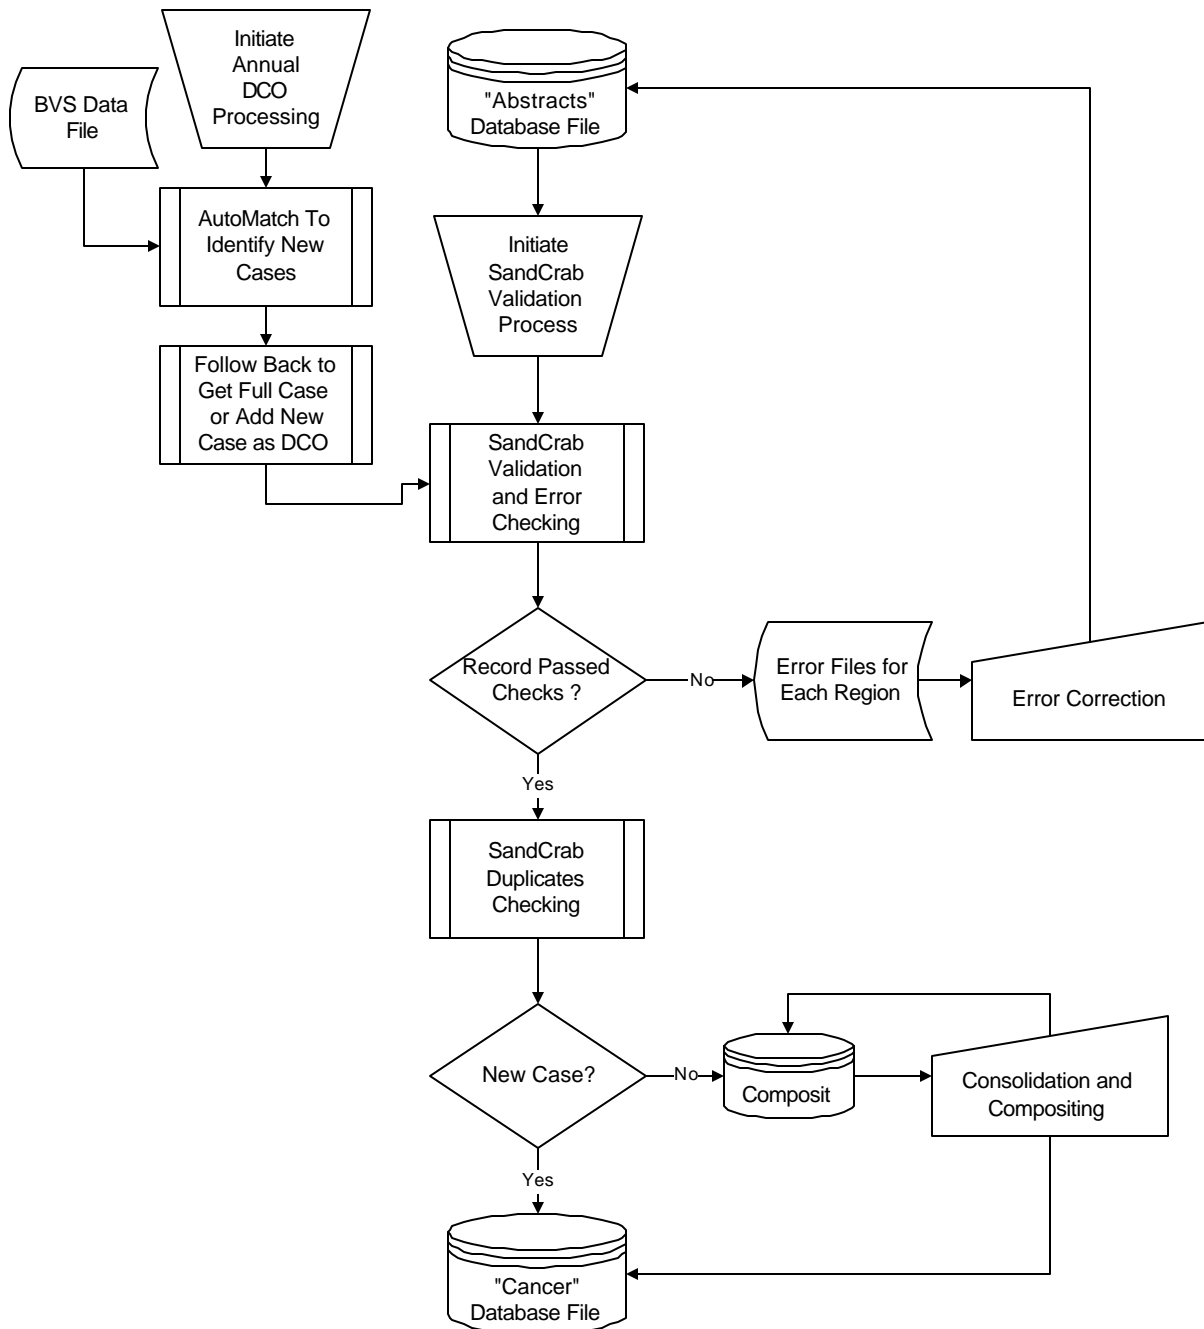 Initiate
Annual
DCO
Processing
BVS Data
File
"Abstracts"
Database File
AutoMatch To
Identify New
Cases
Initiate
SandCrab
Validation
Process
Follow Back to
Get Full Case
or Add New
Case as DCO
SandCrab
Validation
and Error
Checking
Record Passed
Checks ?
No
Error Files for
Each Region
Error Correction
Yes
SandCrab
Duplicates
Checking
New Case?
No
Composit
Consolidation and
Compositing
Yes
"Cancer"
Database File